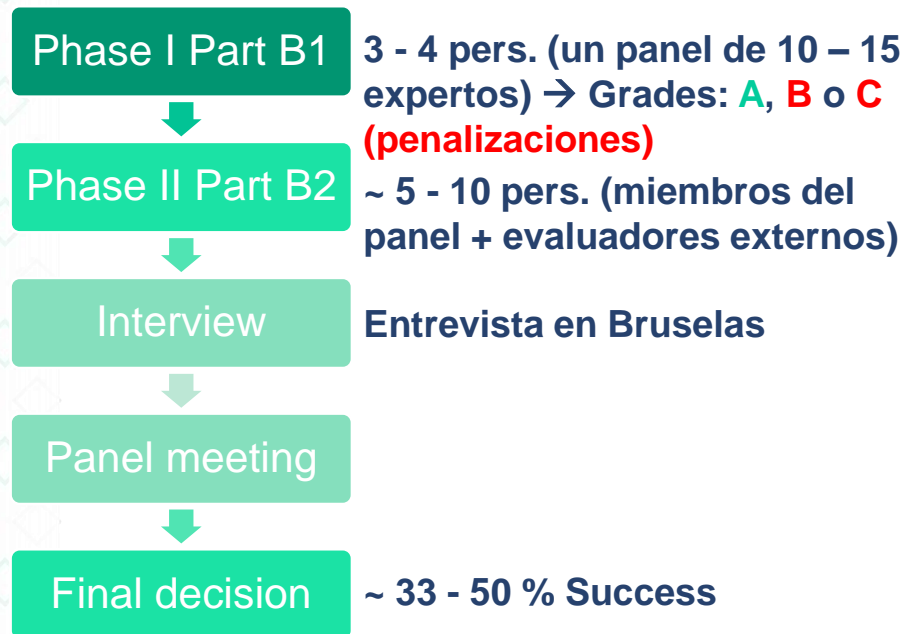 Phase I Part B1
3 - 4 pers. (un panel de 10 – 15
expertos) → Grades: A, B o C
(penalizaciones)
Phase II Part B2
~ 5 - 10 pers. (miembros del
panel + evaluadores externos)
Interview
Entrevista en Bruselas
Panel meeting
Final decision
~ 33 - 50 % Success